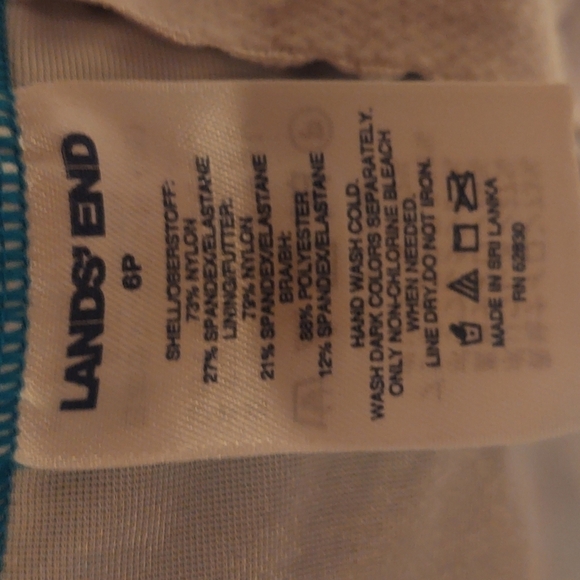 LANDS' END
6P
SHELL/OBERSTOFF:
73% NYLON
27% SPANDEX/ELASTANE
LINING/FUTTER:
79% NYLON
21% SPANDEX/ELASTANE
BRA/BH:
88% POLYESTER
12% SPANDEX/ELASTANE
HAND WASH COLD.
WASH DARK COLORS SEPARATELY.
ONLY NON-CHLORINE BLEACH
WHEN NEEDED.
LINE DRY.DO NOT IRON.
MADE IN SRI LANKA
RN 62830